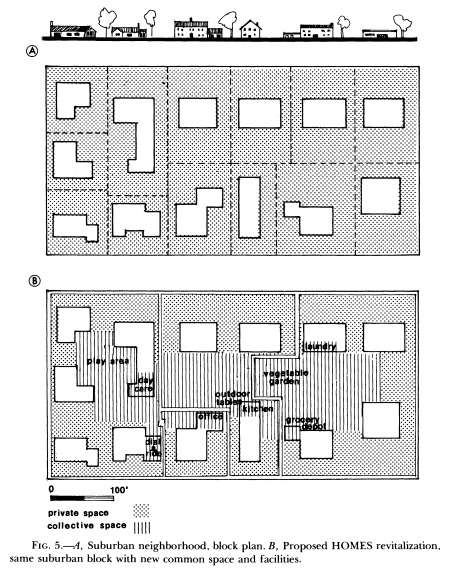 A
B
play area
day
care
dial
a
ride
office
outdoor
tables
kitchen
vegetable
garden
laundry
grocery
depot
0 100'
private space
collective space
FIG. 5.—A, Suburban neighborhood, block plan. B, Proposed HOMES revitalization,
same suburban block with new common space and facilities.